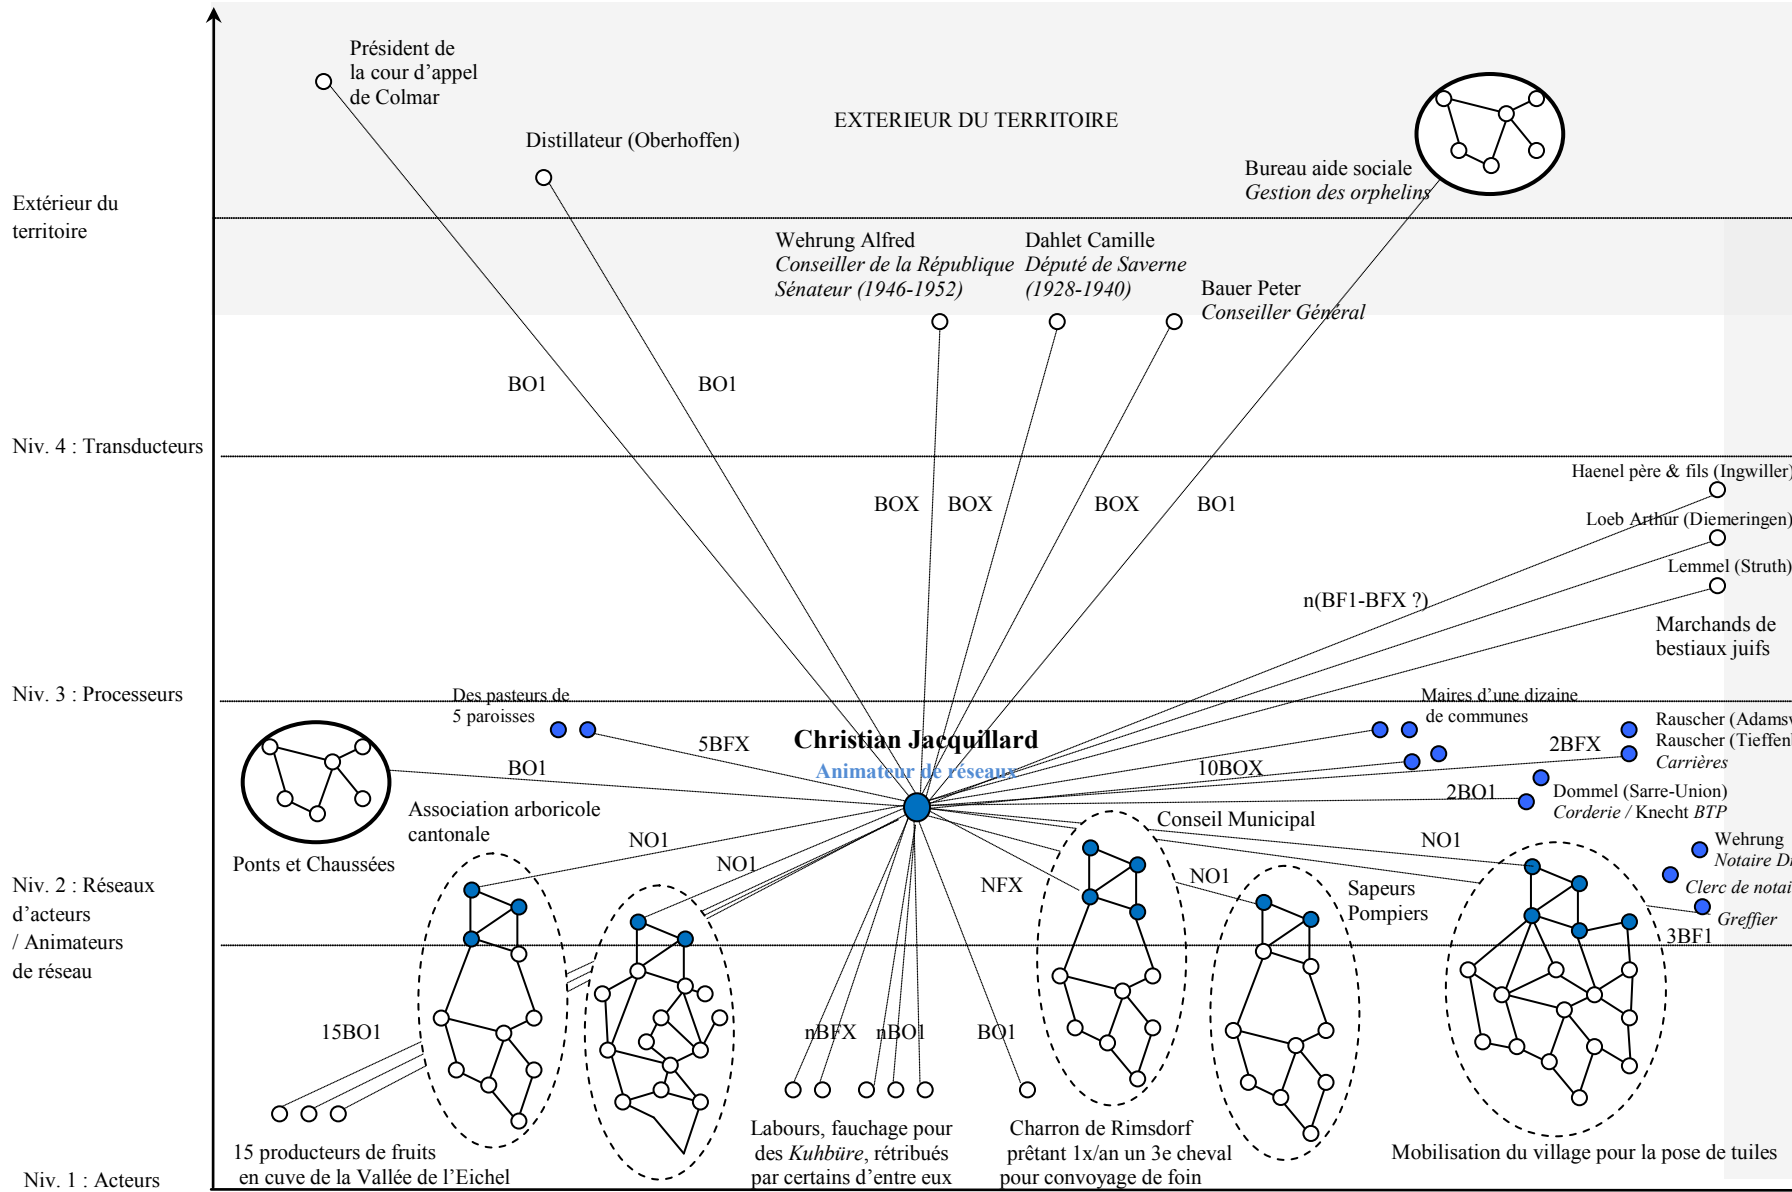 Président de
la cour d’appel
de Colmar
EXTERIEUR DU TERRITOIRE
Distillateur (Oberhoffen)
Bureau aide sociale
Gestion des orphelins
Extérieur du
territoire
Wehrung Alfred
Conseiller de la République
Sénateur (1946-1952)
Dahlet Camille
Député de Saverne
(1928-1940)
Bauer Peter
Conseiller Général
BO1
BO1
Niv. 4 : Transducteurs
Haenel père & fils (Ingwiller)
BOX
BOX
BOX
BO1
Loeb Arthur (Diemeringen)
Lemmel (Struth)
n(BF1-BFX ?)
Marchands de
bestiaux juifs
Niv. 3 : Processeurs
Des pasteurs de
5 paroisses
Maires d’une dizaine
de communes
Rauscher (Adamsw
Rauscher (Tieffenb
Carrières
5BFX
Christian Jacquillard
Animateur de réseaux
2BFX
BO1
10BOX
2BO1
Dommel (Sarre-Union)
Corderie / Knecht BTP
Association arboricole
cantonale
Conseil Municipal
Ponts et Chaussées
NO1
NO1
NFX
NO1
NO1
Wehrung
Notaire
Clerc de notai
Greffier
Sapeurs
Pompiers
Niv. 2 : Réseaux
d’acteurs
/ Animateurs
de réseau
3BF1
15BO1
nBFX
nBO1
BO1
15 producteurs de fruits
en cuve de la Vallée de l’Eichel
Labours, fauchage pour
des Kuhbüre, rétribués
par certains d’entre eux
Charron de Rimsdorf
prêtant 1x/an un 3e cheval
pour convoyage de foin
Mobilisation du village pour la pose de tuiles
Niv. 1 : Acteurs